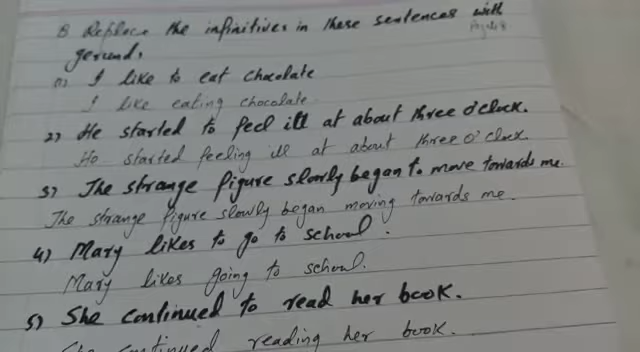 B Replace the infinitives in these sentences with
gerunds
1) I like to eat chocolate
I like eating chocolate
2) He started to feel ill at about three o'clock.
He started feeling ill at about three o'clock
3) The strange figure slowly began to move towards me.
The strange figure slowly began moving towards me.
4) Mary likes to go to school.
Mary likes going to school.
5) She continued to read her book.
She continued reading her book.